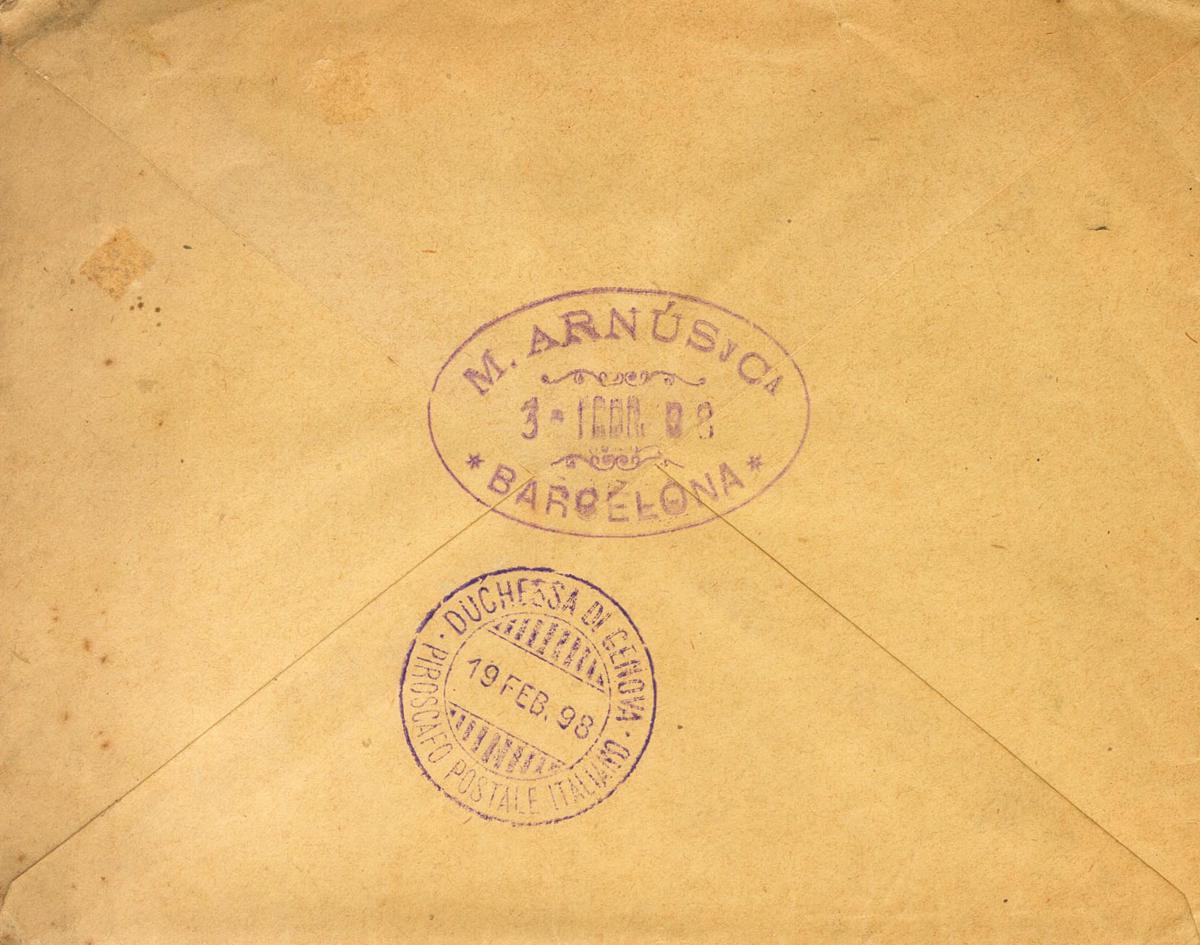 M. ARNÚS y CA
BARCELONA
DUCHESSA DI GENOVA
19 FEB. 98
PIROSCAFO POSTALE ITALIANO